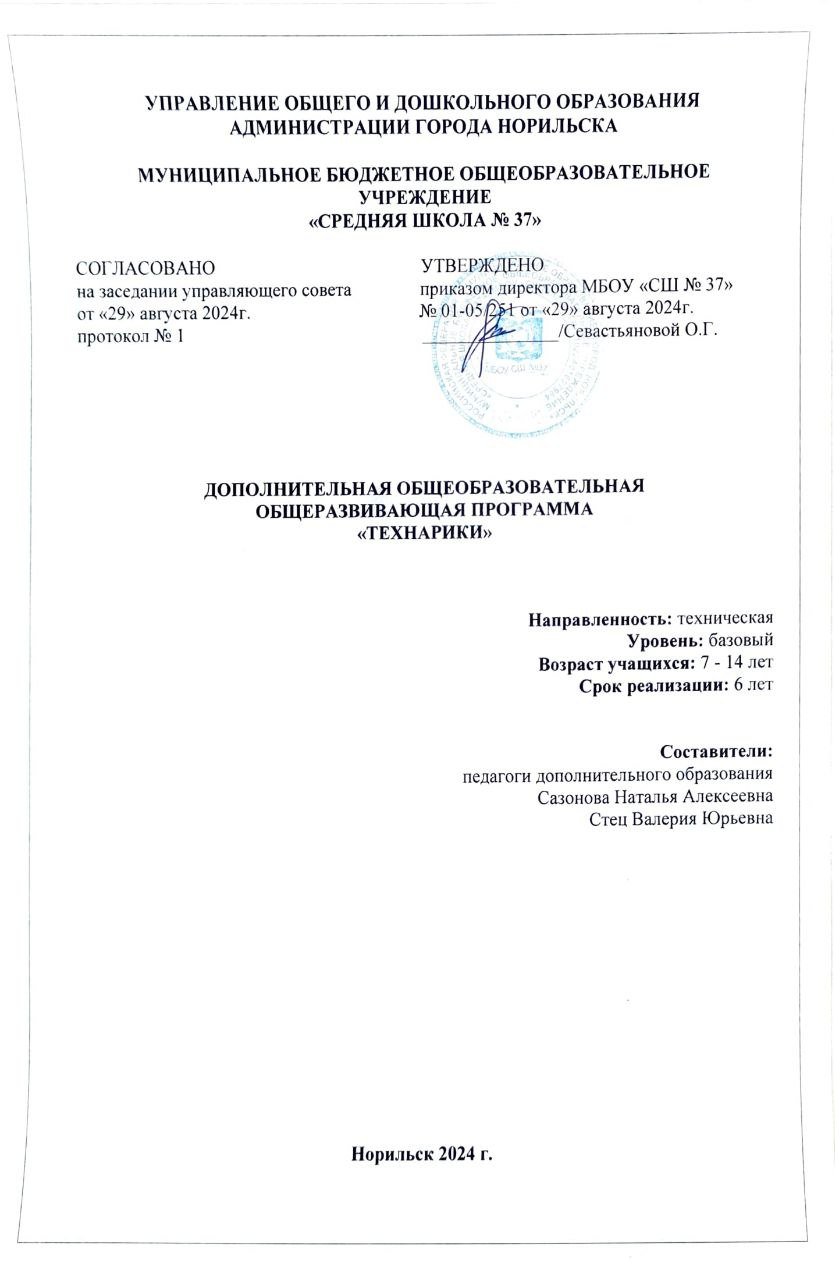 УПРАВЛЕНИЕ ОБЩЕГО И ДОШКОЛЬНОГО ОБРАЗОВАНИЯ
АДМИНИСТРАЦИИ ГОРОДА НОРИЛЬСКА
МУНИЦИПАЛЬНОЕ БЮДЖЕТНОЕ ОБЩЕОБРАЗОВАТЕЛЬНОЕ
УЧРЕЖДЕНИЕ
«СРЕДНЯЯ ШКОЛА № 37»
СОГЛАСОВАНО
на заседании управляющего совета
от «29» августа 2024г.
протокол № 1
УТВЕРЖДЕНО
приказом директора МБОУ «СШ № 37»
№ 01-05/251 от «29» августа 2024г.
/Севастьяновой О.Г.
ДОПОЛНИТЕЛЬНАЯ ОБЩЕОБРАЗОВАТЕЛЬНАЯ
ОБЩЕРАЗВИВАЮЩАЯ ПРОГРАММА
«ТЕХНАРИКИ»
Направленность: техническая
Уровень: базовый
Возраст учащихся: 7 - 14 лет
Срок реализации: 6 лет
Составители:
педагоги дополнительного образования
Сазонова Наталья Алексеевна
Стец Валерия Юрьевна
Норильск 2024 г.